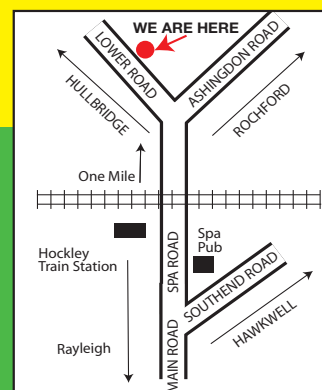 WE ARE HERE
LOWER ROAD
ASHINGDON ROAD
HULLBRIDGE
ROCHFORD
One Mile
Hockley
Train Station
Spa
Pub
SPA ROAD
SOUTHEND ROAD
HAWKWELL
Rayleigh
MAIN ROAD